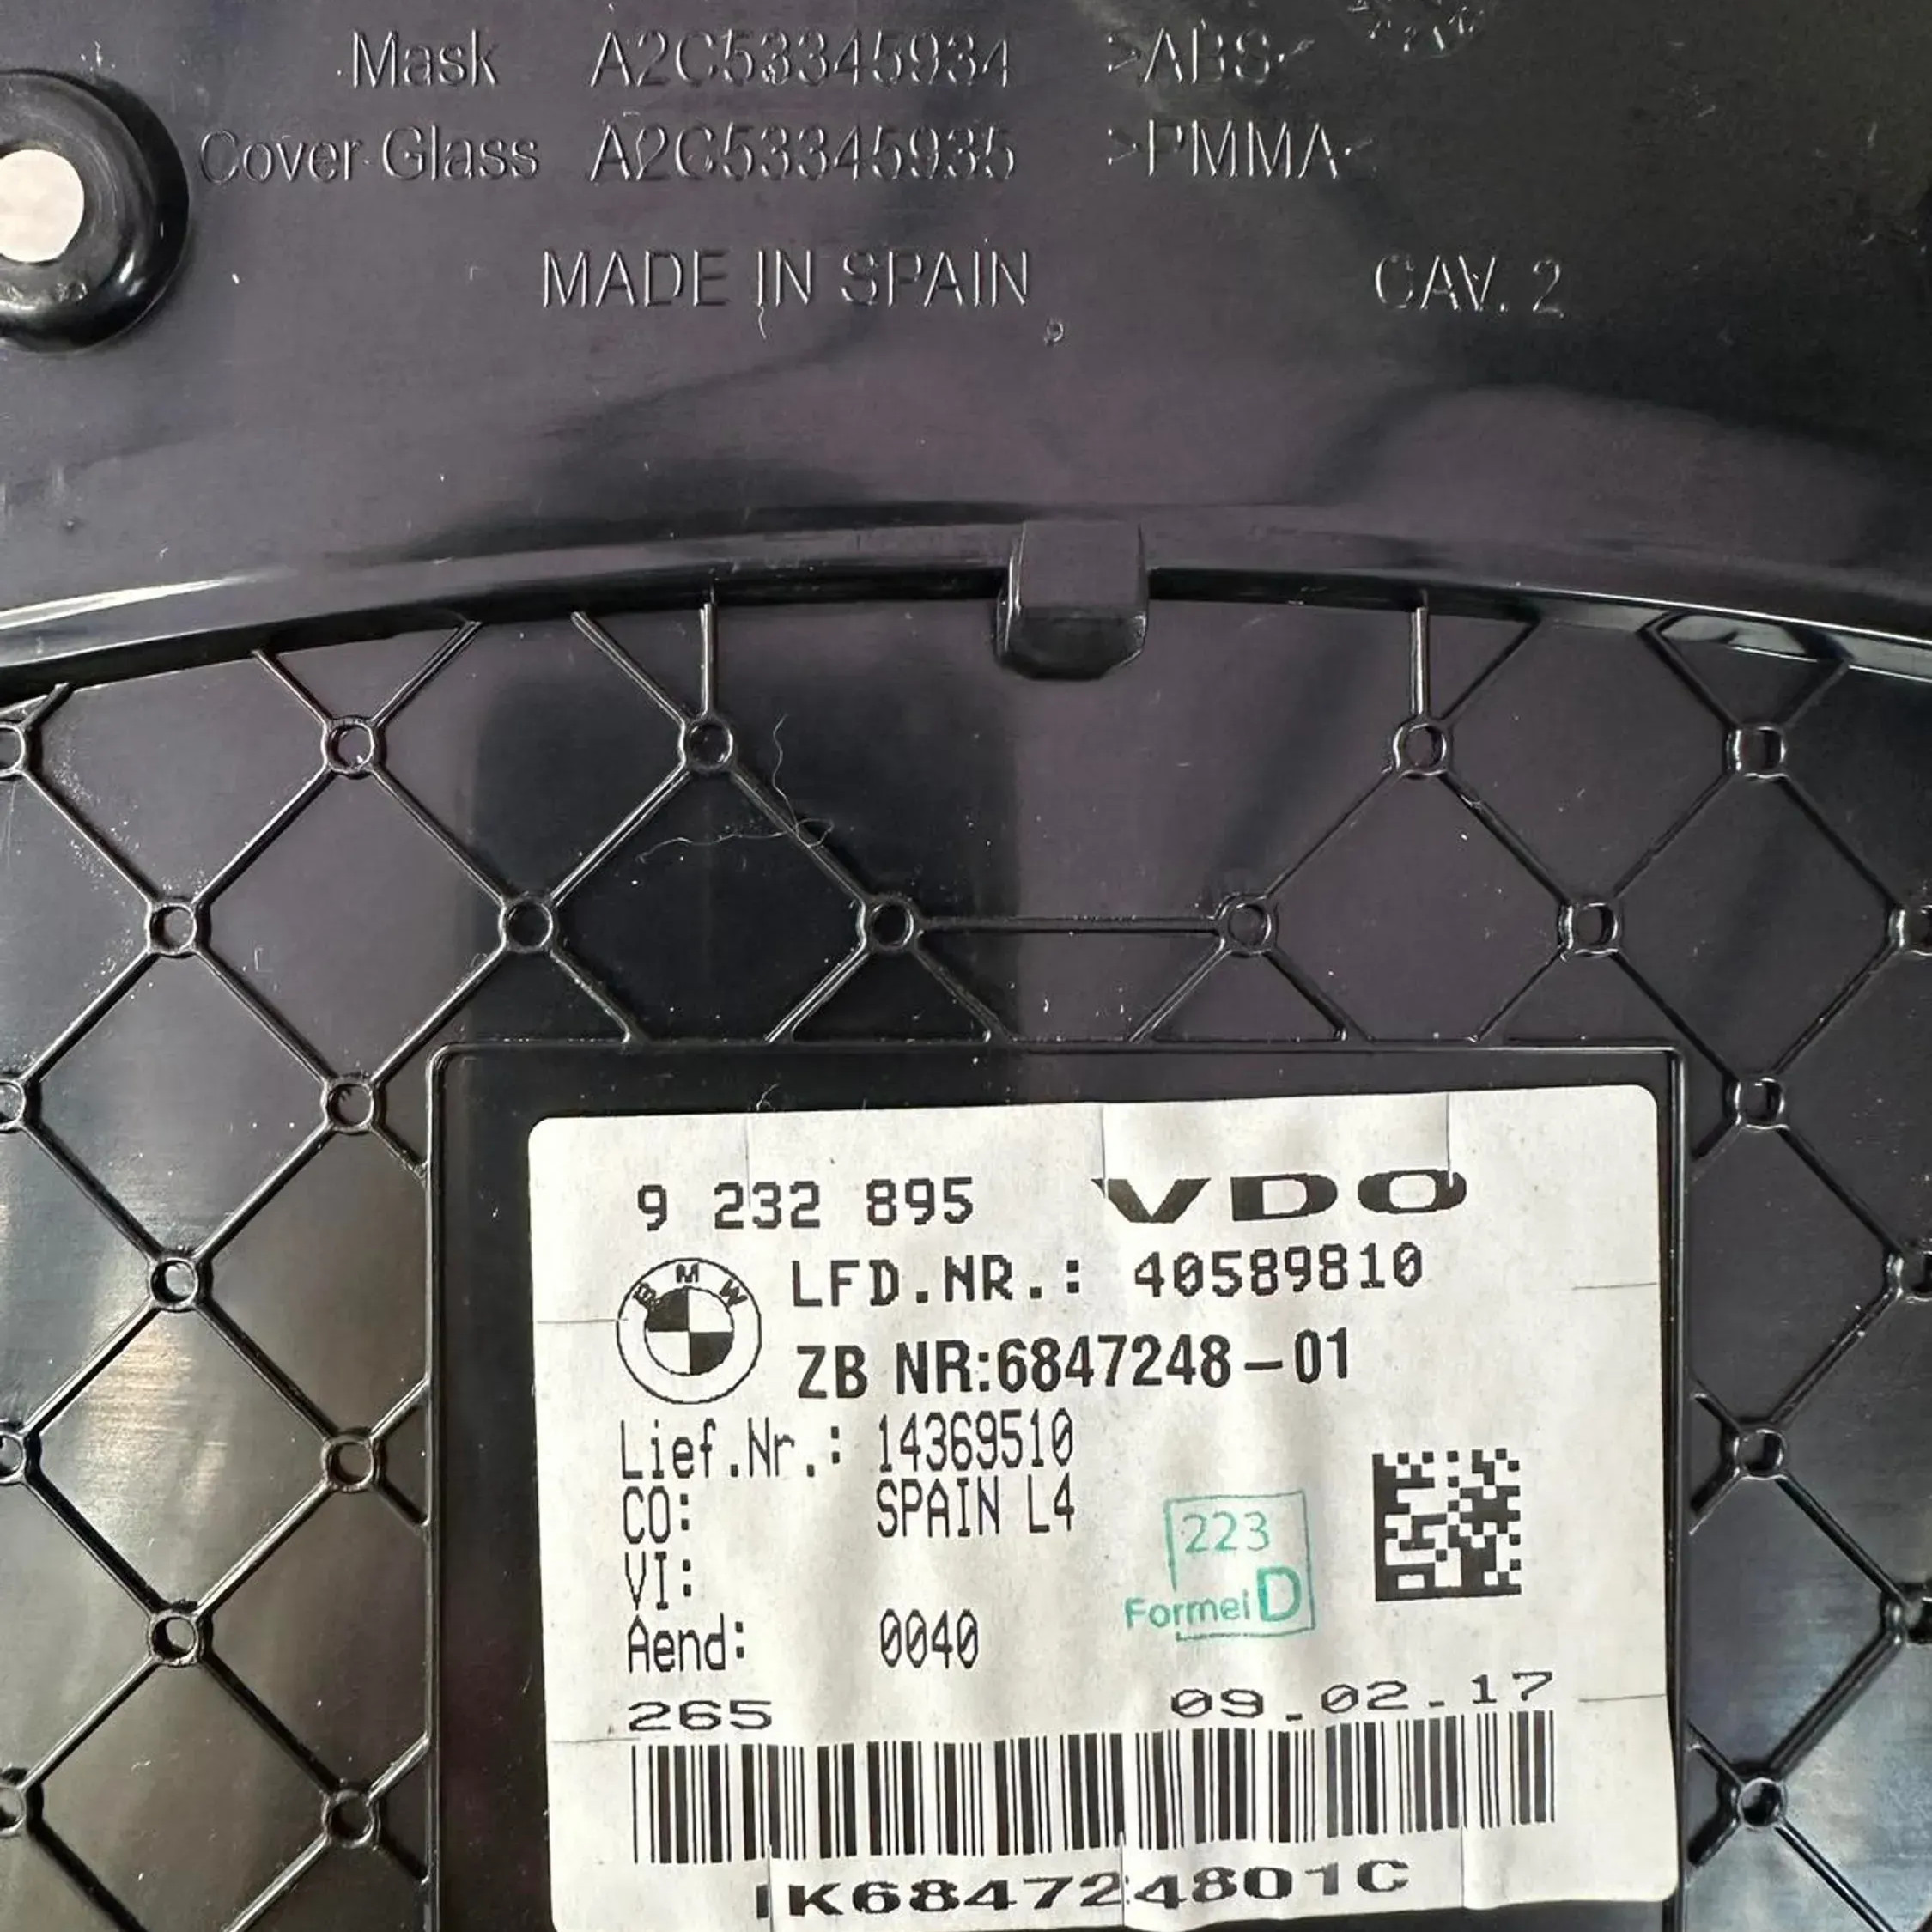 Mask A2C53345934 >ABS<
Cover Glass A2C53345935 >PMMA<
MADE IN SPAIN CAV. 2
9 232 895 VDO
BMW
LFD.NR.: 40589810
ZB NR:6847248-01
Lief.Nr.: 14369510
CO: SPAIN L4
VI:
223
Formel D
Aend: 0040
265 09.02.17
K684724801C